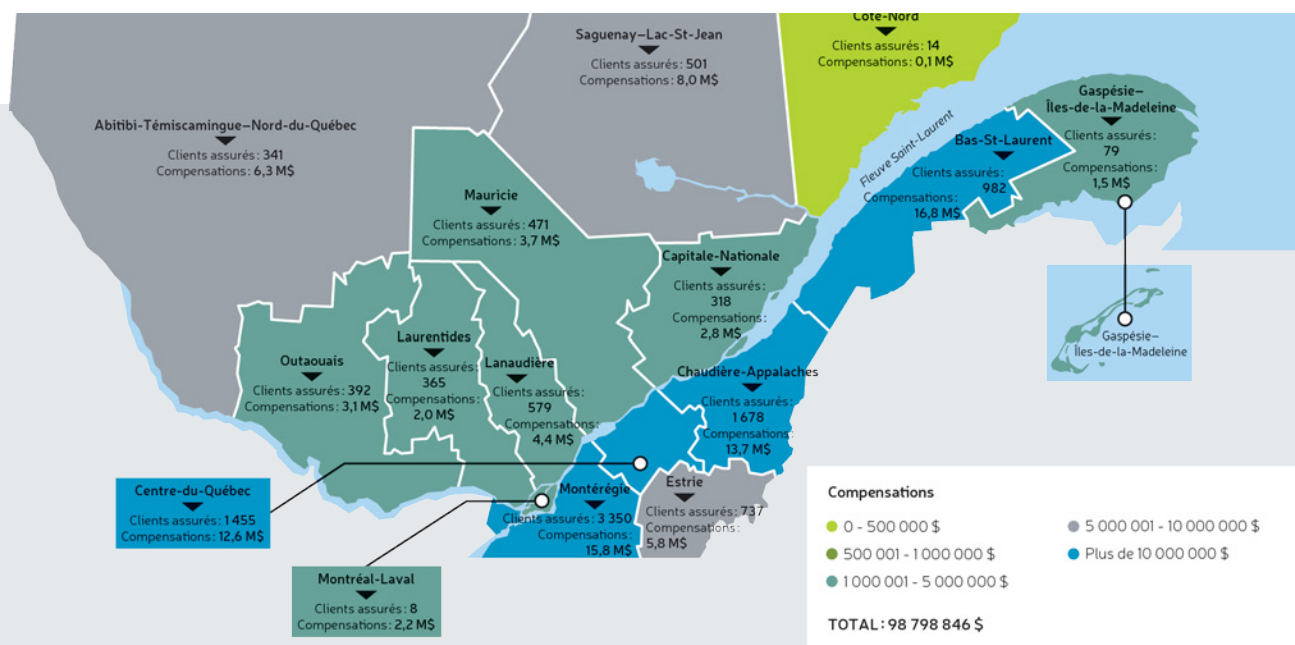 Côte-Nord
Clients assurés : 14
Compensations : 0,1 M$
Saguenay–Lac-St-Jean
Clients assurés : 501
Compensations : 8,0 M$
Abitibi-Témiscamingue–Nord-du-Québec
Clients assurés : 341
Compensations : 6,3 M$
Gaspésie–
Îles-de-la-Madeleine
Clients assurés :
79
Compensations :
1,5 M$
Fleuve Saint-Laurent
Bas-St-Laurent
Clients assurés :
982
Compensations :
16,8 M$
Mauricie
Clients assurés : 471
Compensations : 3,7 M$
Capitale-Nationale
Clients assurés :
318
Compensations :
2,8 M$
Gaspésie–
Îles-de-la-Madeleine
Outaouais
Clients assurés : 392
Compensations : 3,1 M$
Laurentides
Clients assurés :
365
Compensations :
2,0 M$
Lanaudière
Clients assurés :
579
Compensations :
4,4 M$
Chaudière-Appalaches
Clients assurés :
1 678
Compensations :
13,7 M$
Centre-du-Québec
Clients assurés : 1 455
Compensations : 12,6 M$
Montérégie
Clients assurés : 3 350
Compensations :
15,8 M$
Estrie
Clients assurés : 737
Compensations :
5,8 M$
Montréal-Laval
Clients assurés : 8
Compensations : 2,2 M$
Compensations
0 - 500 000 $
500 001 - 1 000 000 $
1 000 001 - 5 000 000 $
5 000 001 - 10 000 000 $
Plus de 10 000 000 $
TOTAL : 98 798 846 $